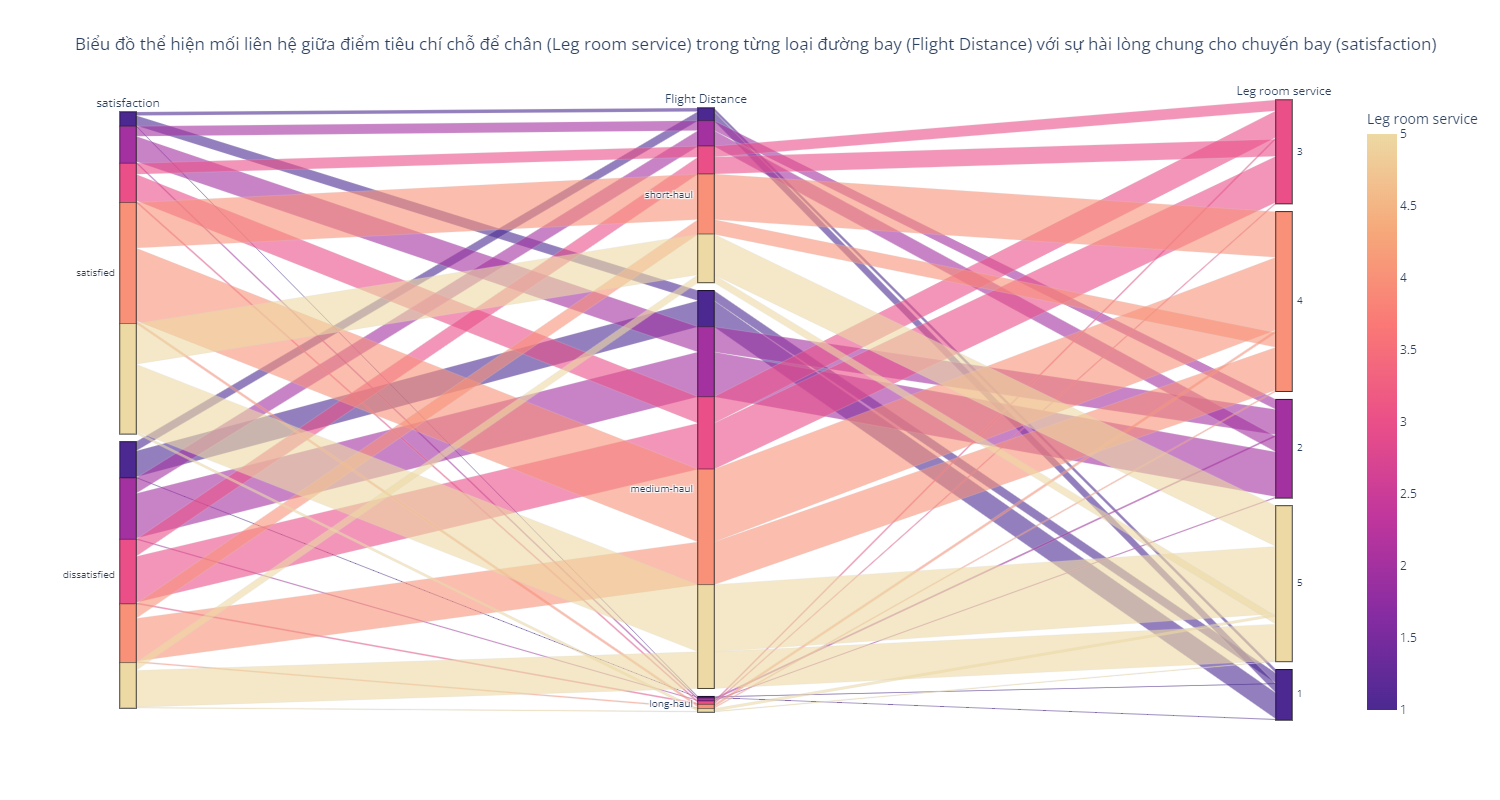 Biểu đồ thể hiện mối liên hệ giữa điểm tiêu chí chỗ để chân (Leg room service) trong từng loại đường bay (Flight Distance) với sự hài lòng chung cho chuyến bay (satisfaction)
satisfaction
satisfied
dissatisfied
Flight Distance
short-haul
medium-haul
long-haul
Leg room service
3
4
2
5
1
Leg room service
5
4.5
4
3.5
3
2.5
2
1.5
1